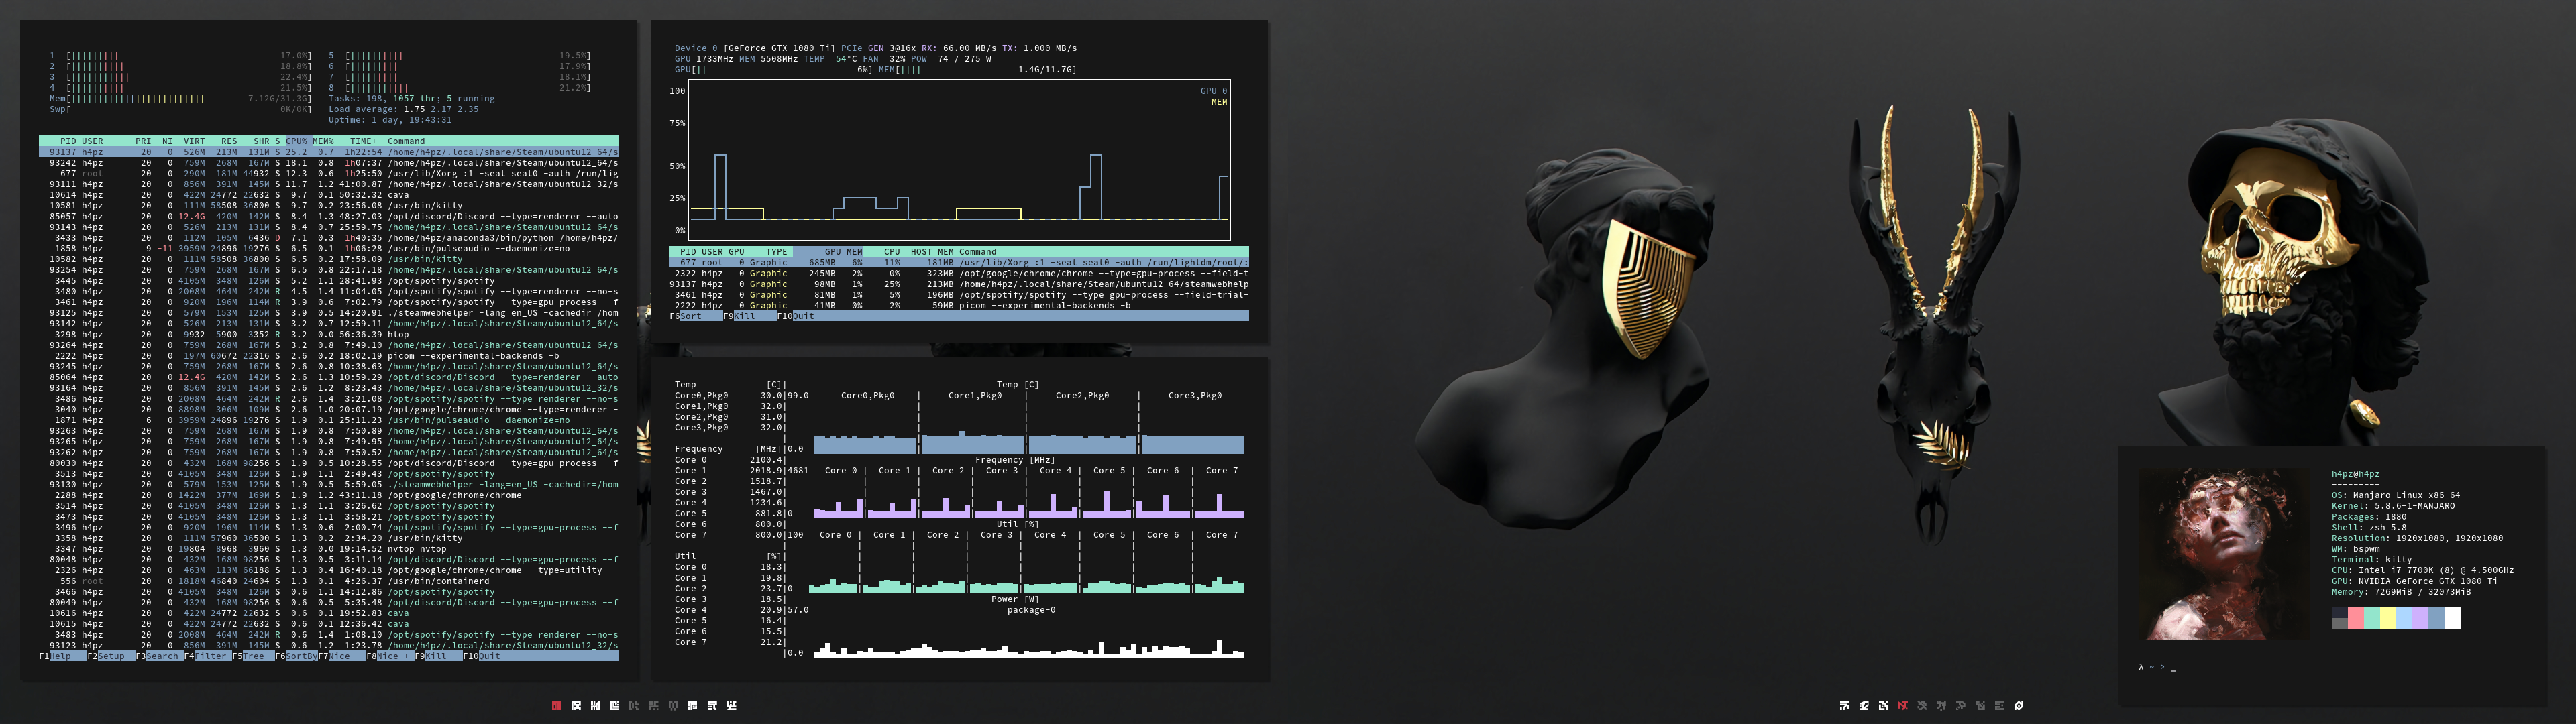 1 [||||||||| 17.0%] 5 [|||||||||| 19.5%]
2 [|||||||||| 18.8%] 6 [||||||||| 17.9%]
3 [||||||||||| 22.4%] 7 [||||||||| 18.1%]
4 [|||||||||| 21.5%] 8 [||||||||||| 21.2%]
Mem[||||||||||||||||||||||||| 7.12G/31.3G] Tasks: 198, 1057 thr; 5 running
Swp[ 0K/0K] Load average: 1.75 2.17 2.35
Uptime: 1 day, 19:43:31
PID USER PRI NI VIRT RES SHR S CPU% MEM% TIME+ Command
93137 h4pz 20 0 526M 213M 131M S 25.2 0.7 1h22:54 /home/h4pz/.local/share/Steam/ubuntu12_64/s
93242 h4pz 20 0 759M 268M 167M S 18.1 0.8 1h07:37 /home/h4pz/.local/share/Steam/ubuntu12_64/s
677 root 20 0 290M 181M 44932 S 12.3 0.6 1h25:50 /usr/lib/Xorg :1 -seat seat0 -auth /run/lig
93111 h4pz 20 0 856M 391M 145M S 11.7 1.2 41:00.87 /home/h4pz/.local/share/Steam/ubuntu12_32/s
10614 h4pz 20 0 422M 24772 22632 S 9.7 0.1 50:32.32 cava
10581 h4pz 20 0 111M 58508 36800 S 9.7 0.2 23:56.08 /usr/bin/kitty
85057 h4pz 20 0 12.4G 420M 142M S 8.4 1.3 48:27.03 /opt/discord/Discord --type=renderer --auto
93143 h4pz 20 0 526M 213M 131M S 8.4 0.7 25:59.75 /home/h4pz/.local/share/Steam/ubuntu12_64/s
3433 h4pz 20 0 112M 105M 6436 D 7.1 0.3 1h40:35 /home/h4pz/anaconda3/bin/python /home/h4pz/
1858 h4pz 9 -11 3959M 24896 19276 S 6.5 0.1 1h06:28 /usr/bin/pulseaudio --daemonize=no
10582 h4pz 20 0 111M 58508 36800 S 6.5 0.2 17:58.09 /usr/bin/kitty
93254 h4pz 20 0 759M 268M 167M S 6.5 0.8 22:17.18 /home/h4pz/.local/share/Steam/ubuntu12_64/s
3445 h4pz 20 0 4105M 348M 126M S 5.2 1.1 28:41.93 /opt/spotify/spotify
3480 h4pz 20 0 2008M 464M 242M R 4.5 1.4 11:04.05 /opt/spotify/spotify --type=renderer --no-s
3461 h4pz 20 0 920M 196M 114M R 3.9 0.6 7:02.79 /opt/spotify/spotify --type=gpu-process --f
93125 h4pz 20 0 579M 153M 125M S 3.9 0.5 14:20.91 ./steamwebhelper -lang=en_US -cachedir=/hom
93142 h4pz 20 0 526M 213M 131M S 3.2 0.7 12:59.11 /home/h4pz/.local/share/Steam/ubuntu12_64/s
3298 h4pz 20 0 9932 5900 3352 R 3.2 0.0 56:36.39 htop
93264 h4pz 20 0 759M 268M 167M S 3.2 0.8 7:49.10 /home/h4pz/.local/share/Steam/ubuntu12_64/s
2222 h4pz 20 0 197M 60672 22316 S 2.6 0.2 18:02.19 picom --experimental-backends -b
93245 h4pz 20 0 759M 268M 167M S 2.6 0.8 10:38.63 /home/h4pz/.local/share/Steam/ubuntu12_64/s
85064 h4pz 20 0 12.4G 420M 142M S 2.6 1.3 10:59.29 /opt/discord/Discord --type=renderer --auto
93164 h4pz 20 0 856M 391M 145M S 2.6 1.2 8:23.43 /home/h4pz/.local/share/Steam/ubuntu12_32/s
3486 h4pz 20 0 2008M 464M 242M R 2.6 1.4 3:21.08 /opt/spotify/spotify --type=renderer --no-s
3040 h4pz 20 0 8898M 306M 109M S 2.6 1.0 20:07.19 /opt/google/chrome/chrome --type=renderer -
1871 h4pz -6 0 3959M 24896 19276 S 1.9 0.1 25:11.23 /usr/bin/pulseaudio --daemonize=no
93263 h4pz 20 0 759M 268M 167M S 1.9 0.8 7:50.89 /home/h4pz/.local/share/Steam/ubuntu12_64/s
93265 h4pz 20 0 759M 268M 167M S 1.9 0.8 7:49.95 /home/h4pz/.local/share/Steam/ubuntu12_64/s
93262 h4pz 20 0 759M 268M 167M S 1.9 0.8 7:50.52 /home/h4pz/.local/share/Steam/ubuntu12_64/s
80030 h4pz 20 0 432M 168M 98256 S 1.9 0.5 10:28.55 /opt/discord/Discord --type=gpu-process --f
3513 h4pz 20 0 4105M 348M 126M S 1.9 1.1 2:49.43 /opt/spotify/spotify
93130 h4pz 20 0 579M 153M 125M S 1.9 0.5 5:59.05 ./steamwebhelper -lang=en_US -cachedir=/hom
2288 h4pz 20 0 1422M 377M 169M S 1.9 1.2 43:11.18 /opt/google/chrome/chrome
3514 h4pz 20 0 4105M 348M 126M S 1.3 1.1 3:26.62 /opt/spotify/spotify
3473 h4pz 20 0 4105M 348M 126M S 1.3 1.1 3:58.21 /opt/spotify/spotify
3496 h4pz 20 0 920M 196M 114M S 1.3 0.6 2:00.74 /opt/spotify/spotify --type=gpu-process --f
3358 h4pz 20 0 111M 57960 36500 S 1.3 0.2 2:34.20 /usr/bin/kitty
3347 h4pz 20 0 19804 8968 3960 S 1.3 0.0 19:14.52 nvtop nvtop
80048 h4pz 20 0 432M 168M 98256 S 1.3 0.5 3:11.14 /opt/discord/Discord --type=gpu-process --f
2326 h4pz 20 0 463M 113M 66188 S 1.3 0.4 16:40.18 /opt/google/chrome/chrome --type=utility --
556 root 20 0 1818M 46840 24604 S 1.3 0.1 4:26.37 /usr/bin/containerd
3466 h4pz 20 0 4105M 348M 126M S 0.6 1.1 14:12.86 /opt/spotify/spotify
80049 h4pz 20 0 432M 168M 98256 S 0.6 0.5 5:35.48 /opt/discord/Discord --type=gpu-process --f
10616 h4pz 20 0 422M 24772 22632 S 0.6 0.1 19:52.83 cava
10615 h4pz 20 0 422M 24772 22632 S 0.6 0.1 12:36.42 cava
3483 h4pz 20 0 2008M 464M 242M R 0.6 1.4 1:08.10 /opt/spotify/spotify --type=renderer --no-s
93123 h4pz 20 0 856M 391M 145M S 0.6 1.2 1:23.78 /home/h4pz/.local/share/Steam/ubuntu12_32/s
F1Help F2Setup F3Search F4Filter F5Tree F6SortBy F7Nice - F8Nice + F9Kill F10Quit
Device 0 [GeForce GTX 1080 Ti] PCIe GEN 3@16x RX: 66.00 MB/s TX: 1.000 MB/s
GPU 1733MHz MEM 5508MHz TEMP 54°C FAN 32% POW 74 / 275 W
GPU[|| 6%] MEM[|||| 1.4G/11.7G]
100 GPU 0
MEM
75%
50%
25%
0%
PID USER GPU TYPE GPU MEM CPU HOST MEM Command
677 root 0 Graphic 685MB 6% 11% 181MB /usr/lib/Xorg :1 -seat seat0 -auth /run/lightdm/root/:
2322 h4pz 0 Graphic 245MB 2% 0% 323MB /opt/google/chrome/chrome --type=gpu-process --field-t
93137 h4pz 0 Graphic 98MB 1% 25% 213MB /home/h4pz/.local/share/Steam/ubuntu12_64/steamwebhelp
3461 h4pz 0 Graphic 81MB 1% 5% 196MB /opt/spotify/spotify --type=gpu-process --field-trial-
2222 h4pz 0 Graphic 41MB 0% 2% 59MB picom --experimental-backends -b
F6Sort F9Kill F10Quit
Temp [C]| Temp [C]
Core0,Pkg0 30.0|99.0 Core0,Pkg0 | Core1,Pkg0 | Core2,Pkg0 | Core3,Pkg0
Core1,Pkg0 32.0|
Core2,Pkg0 31.0|
Core3,Pkg0 32.0|
Frequency [MHz]|0.0
Core 0 2100.4| Frequency [MHz]
Core 1 2018.9|4681 Core 0 | Core 1 | Core 2 | Core 3 | Core 4 | Core 5 | Core 6 | Core 7
Core 2 1518.7|
Core 3 1467.0|
Core 4 1234.6|
Core 5 881.8|0
Core 6 800.0| Util [%]
Core 7 800.0|100 Core 0 | Core 1 | Core 2 | Core 3 | Core 4 | Core 5 | Core 6 | Core 7
Util [%]|
Core 0 18.3|
Core 1 19.8|
Core 2 23.7|0
Core 3 18.5| Power [W]
Core 4 20.9|57.0 package-0
Core 5 16.4|
Core 6 15.5|
Core 7 21.2|
|0.0
h4pz@h4pz
---------
OS: Manjaro Linux x86_64
Kernel: 5.8.6-1-MANJARO
Packages: 1880
Shell: zsh 5.8
Resolution: 1920x1080, 1920x1080
WM: bspwm
Terminal: kitty
CPU: Intel i7-7700K (8) @ 4.500GHz
GPU: NVIDIA GeForce GTX 1080 Ti
Memory: 7269MiB / 32073MiB
λ ~ > _